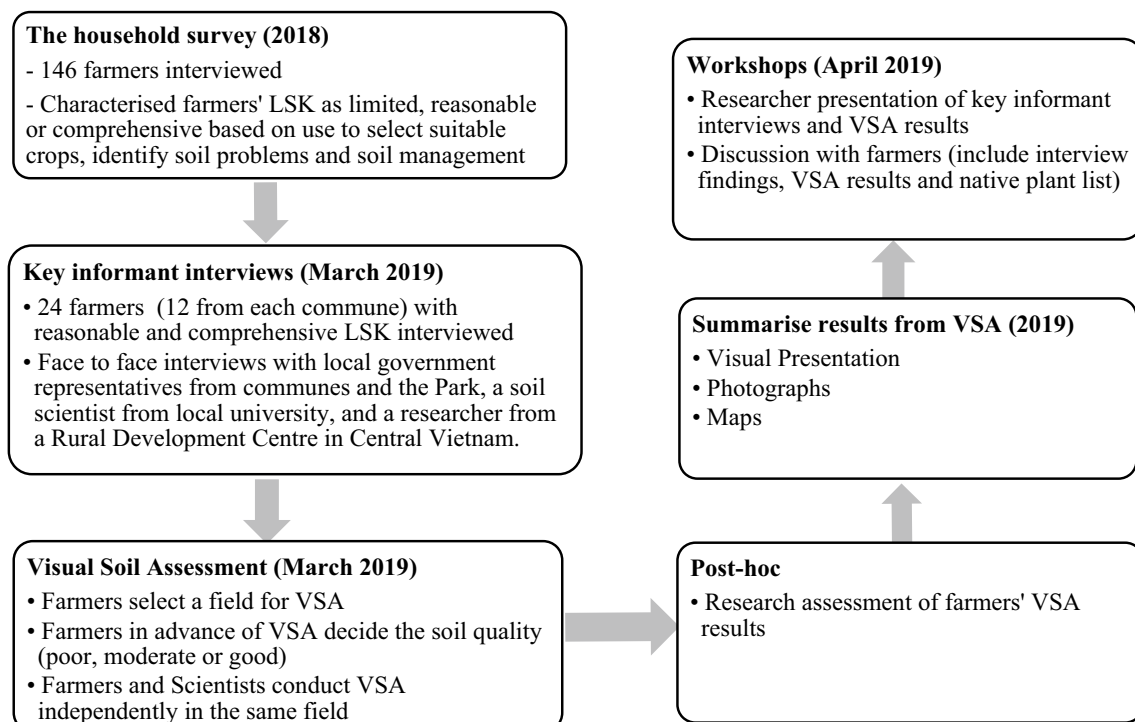 The household survey (2018)
- 146 farmers interviewed
- Characterised farmers' LSK as limited, reasonable
or comprehensive based on use to select suitable
crops, identify soil problems and soil management
Key informant interviews (March 2019)
• 24 farmers (12 from each commune) with
reasonable and comprehensive LSK interviewed
• Face to face interviews with local government
representatives from communes and the Park, a soil
scientist from local university, and a researcher from
a Rural Development Centre in Central Vietnam.
Visual Soil Assessment (March 2019)
• Farmers select a field for VSA
• Farmers in advance of VSA decide the soil quality
(poor, moderate or good)
• Farmers and Scientists conduct VSA
independently in the same field
Post-hoc
• Research assessment of farmers' VSA
results
Summarise results from VSA (2019)
• Visual Presentation
• Photographs
• Maps
Workshops (April 2019)
• Researcher presentation of key informant
interviews and VSA results
• Discussion with farmers (include interview
findings, VSA results and native plant list)